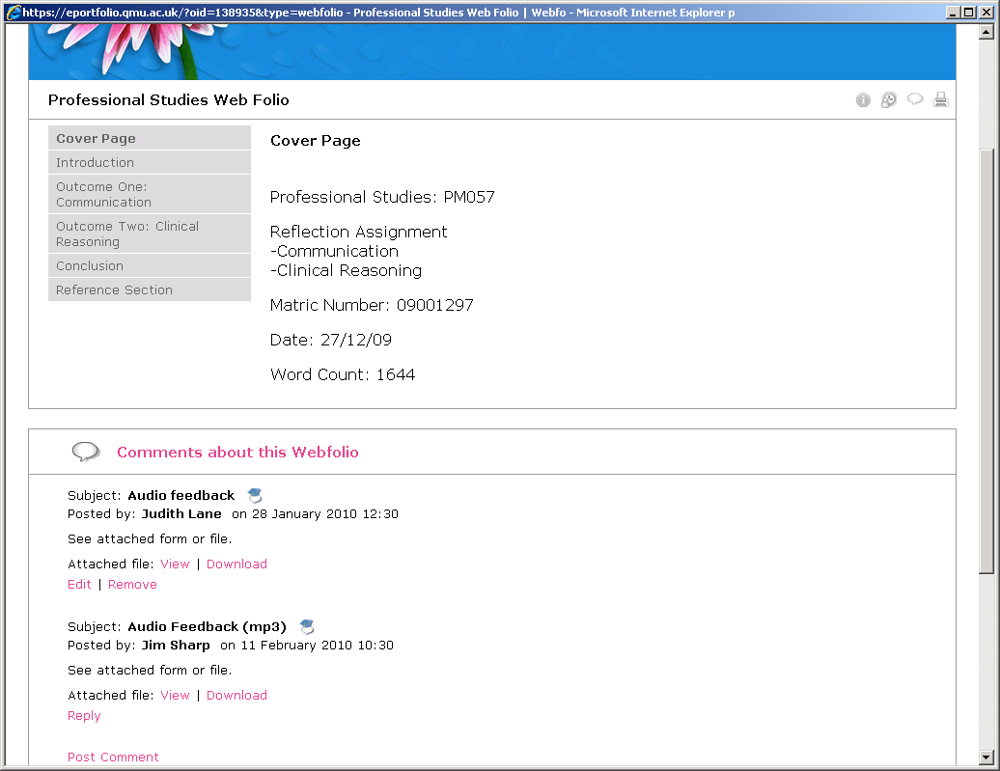 https://eportfolio.qmu.ac.uk/?oid=138935&type=webfolio - Professional Studies Web Folio | Webfo - Microsoft Internet Explorer p
Professional Studies Web Folio
Cover Page
Introduction
Outcome One:
Communication
Outcome Two: Clinical
Reasoning
Conclusion
Reference Section
Cover Page
Professional Studies: PM057
Reflection Assignment
-Communication
-Clinical Reasoning
Matric Number: 09001297
Date: 27/12/09
Word Count: 1644
Comments about this Webfolio
Subject: Audio feedback
Posted by: Judith Lane on 28 January 2010 12:30
See attached form or file.
Attached file: View | Download
Edit | Remove
Subject: Audio Feedback (mp3)
Posted by: Jim Sharp on 11 February 2010 10:30
See attached form or file.
Attached file: View | Download
Reply
Post Comment